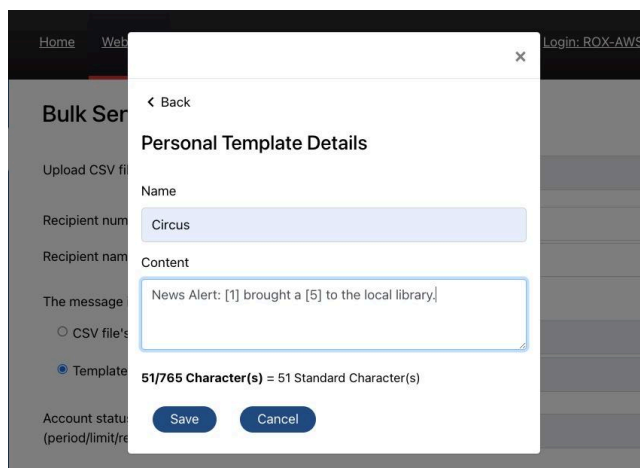 Home Web Login: ROX-AWS
×
Back
Bulk Ser
Personal Template Details
Upload CSV fil
Name
Recipient num
Circus
Recipient nam
Content
News Alert: [1] brought a [5] to the local library.
The message
CSV file's
Template
51/765 Character(s) = 51 Standard Character(s)
Account statu
Save Cancel
(period/limit/re